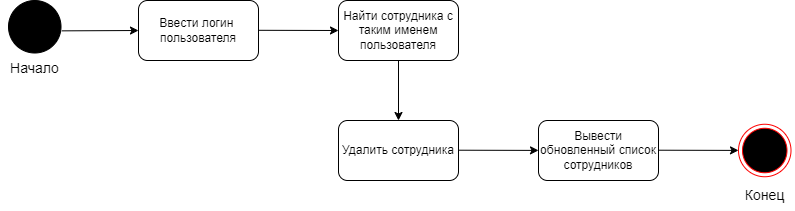 Начало
Ввести логин
пользователя
Найти сотрудника с
таким именем
пользователя
Удалить сотрудника
Вывести
обновленный список
сотрудников
Конец